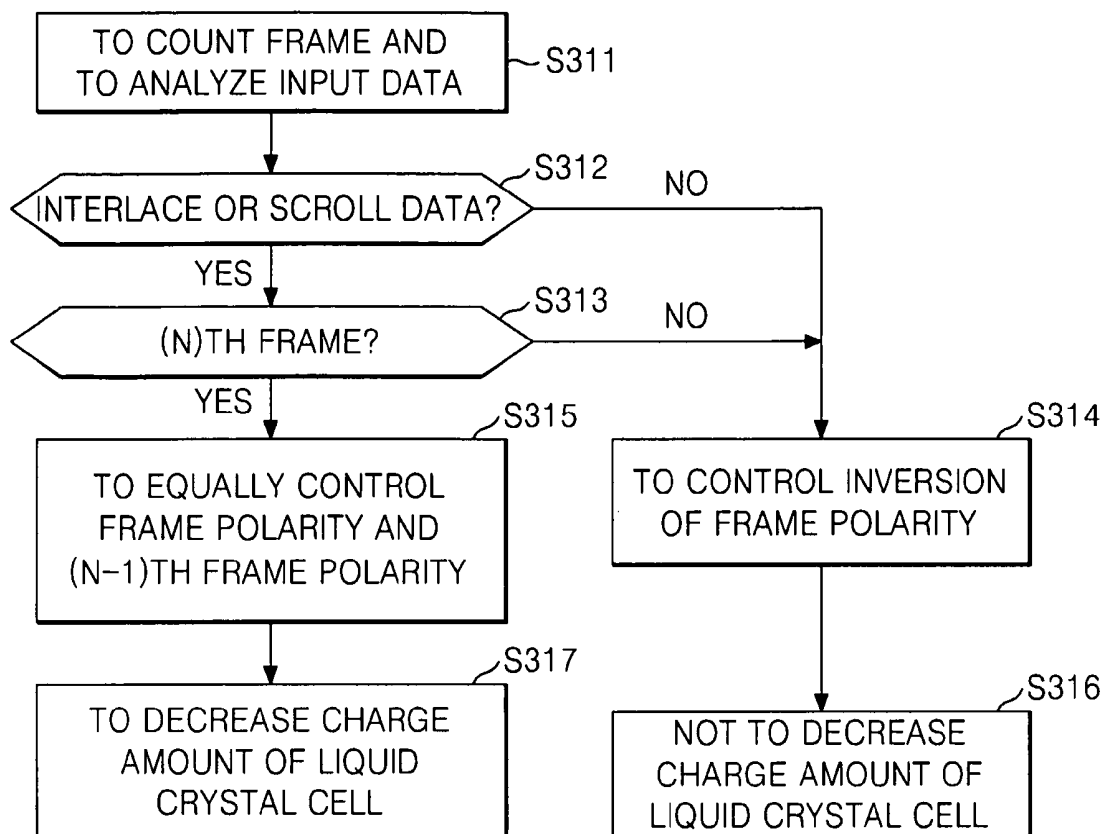 TO COUNT FRAME AND
TO ANALYZE INPUT DATA
S311
S312
INTERLACE OR SCROLL DATA?
NO
YES
S313
(N)TH FRAME?
NO
YES
S315
TO EQUALLY CONTROL
FRAME POLARITY AND
(N-1)TH FRAME POLARITY
S314
TO CONTROL INVERSION
OF FRAME POLARITY
S317
TO DECREASE CHARGE
AMOUNT OF LIQUID
CRYSTAL CELL
S316
NOT TO DECREASE
CHARGE AMOUNT OF
LIQUID CRYSTAL CELL